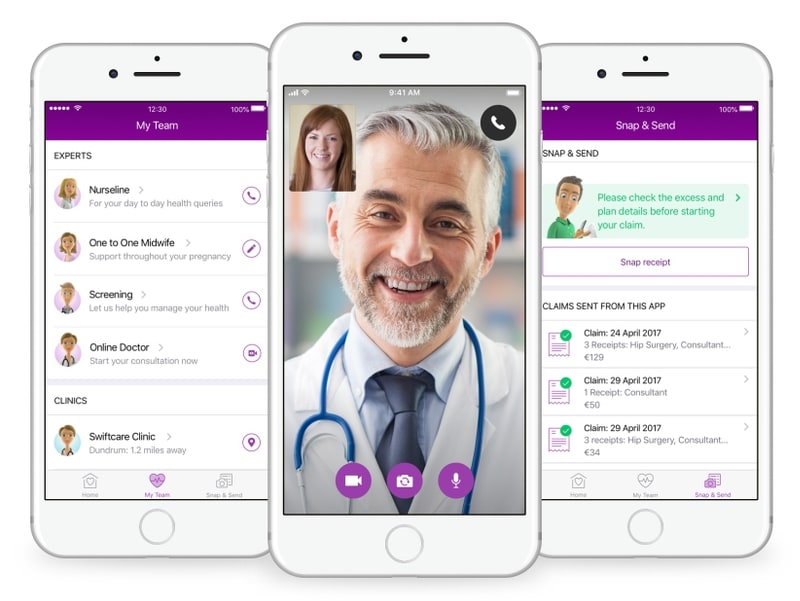 12:30
100%
My Team
EXPERTS
Nurseline
For your day to day health queries
One to One Midwife
Support throughout your pregnancy
Screening
Let us help you manage your health
Online Doctor
Start your consultation now
CLINICS
Swiftcare Clinic
Dundrum: 1.2 miles away
Home
My Team
Snap & Send
9:41 AM
12:30
100%
Snap & Send
SNAP & SEND
Please check the excess and
plan details before starting
your claim.
Snap receipt
CLAIMS SENT FROM THIS APP
Claim: 24 April 2017
3 Receipts: Hip Surgery, Consultant...
€129
Claim: 29 April 2017
1 Receipt: Consultant
€50
Claim: 29 April 2017
3 receipts: Hip Surgery, Consultant...
€34
Home
My Team
Snap & Send